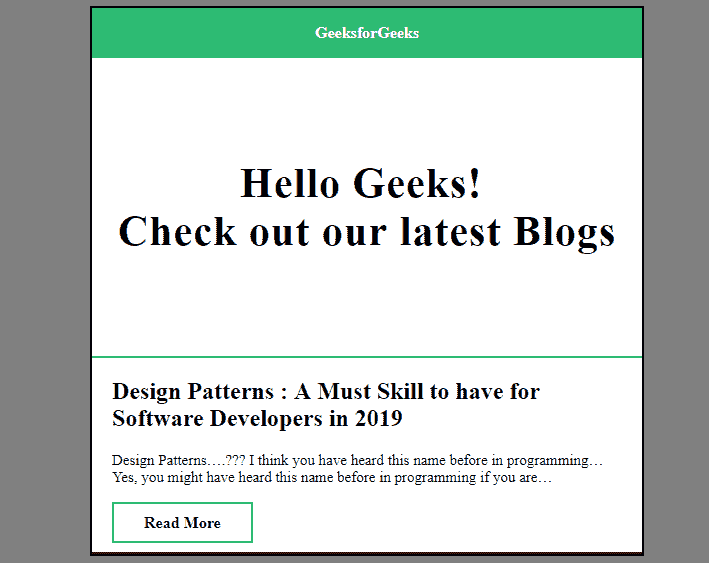 GeeksforGeeks
Hello Geeks!
Check out our latest Blogs
Design Patterns : A Must Skill to have for
Software Developers in 2019
Design Patterns….??? I think you have heard this name before in programming…
Yes, you might have heard this name before in programming if you are…
Read More